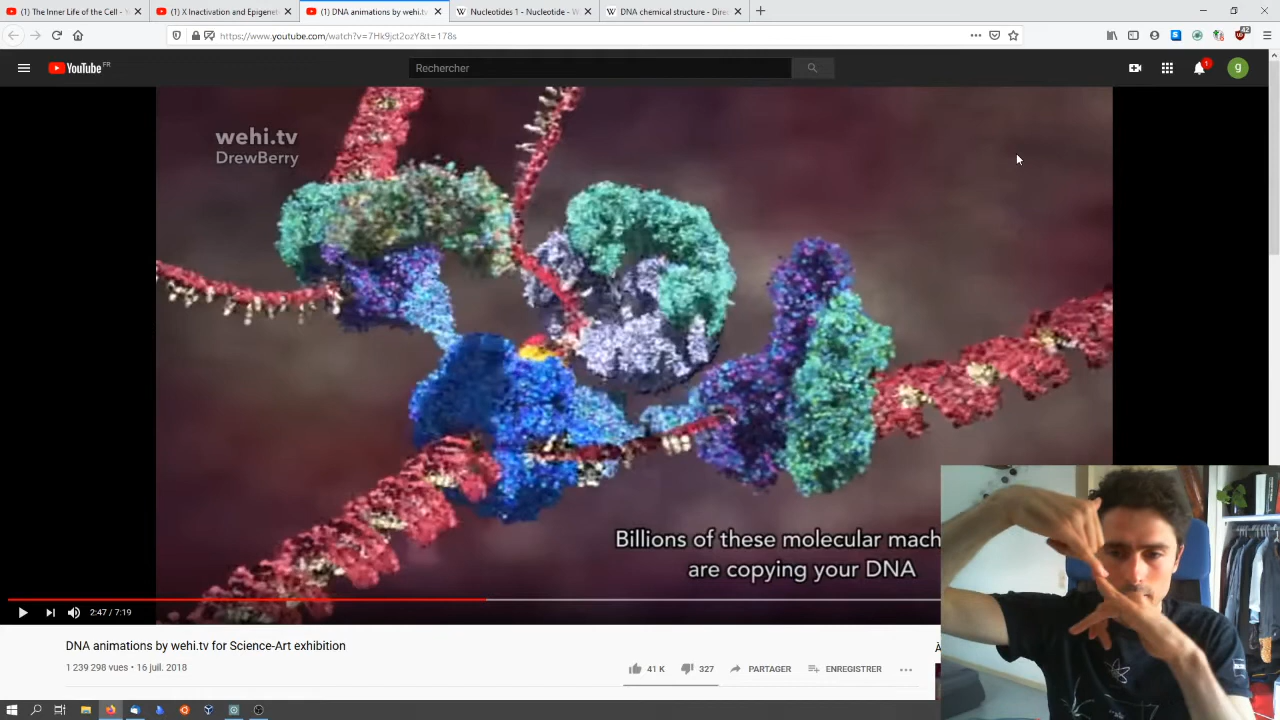 (1) The Inner Life of the Cell - Y
(1) X Inactivation and Epigenet
(1) DNA animations by wehi.tv
Nucleotides 1 - Nucleotide - W
DNA chemical structure - Dire
https://www.youtube.com/watch?v=7Hk9jct2ozY&t=178s
YouTube FR
Rechercher
1
g
wehi.tv
DrewBerry
Billions of these molecular mach
are copying your DNA
2:47 / 7:19
DNA animations by wehi.tv for Science-Art exhibition
1 239 298 vues • 16 juil. 2018
41 K
327
PARTAGER
ENREGISTRER